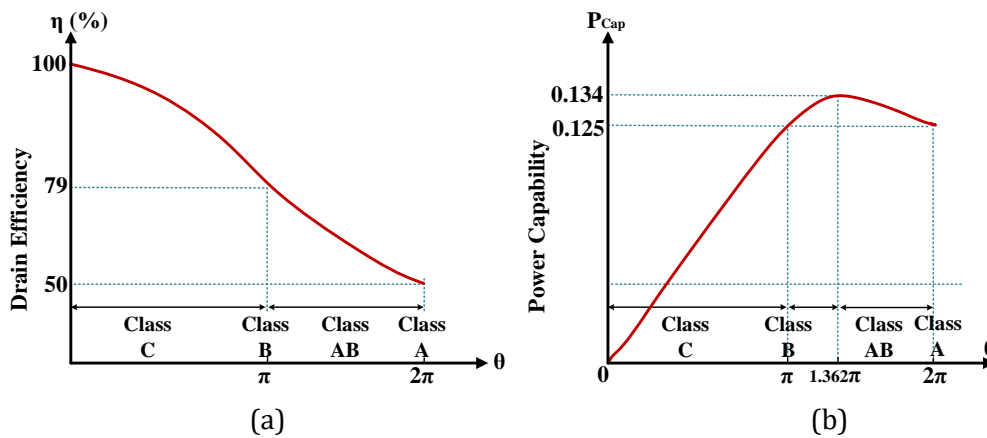 η (%)
100
79
50
Drain Efficiency
Class
C
Class
B
Class
AB
Class
A
θ
π
2π
(a)
P_Cap
0.134
0.125
Power Capability
Class
C
Class
B
Class
AB
Class
A
0
π
1.362π
2π
(b)